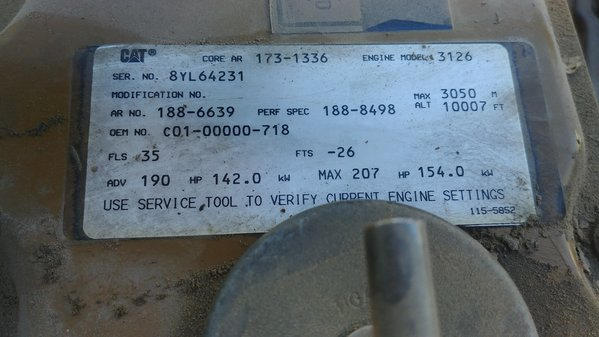 CAT® CORE AR 173-1336 ENGINE MODEL 3126
SER. NO. 8YL64231
MODIFICATION NO. MAX 3050 M
AR NO. 188-6639 PERF SPEC 188-8498 ALT 10007 FT
OEM NO. C01-00000-718
FLS 35 FTS -26
ADV 190 HP 142.0 kW MAX 207 HP 154.0 kW
USE SERVICE TOOL TO VERIFY CURRENT ENGINE SETTINGS
115-5852